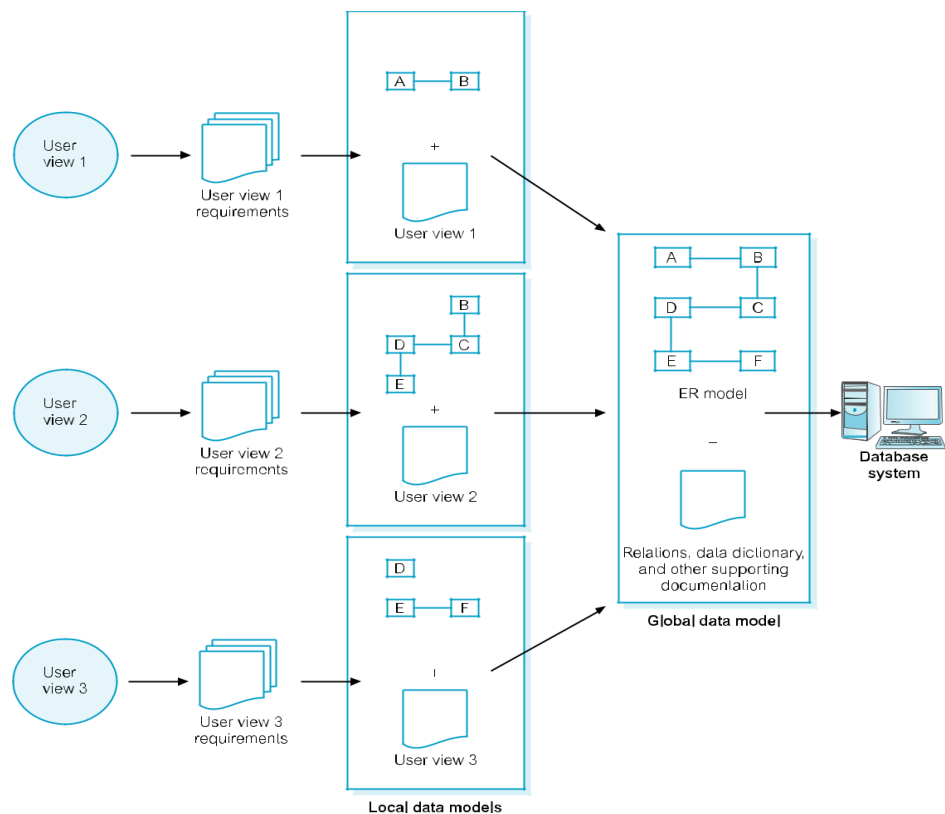 A
B
User
view 1
+
User view 1
requirements
User view 1
A
B
B
D
C
D
C
E
E
F
User
view 2
+
ER model
User view 2
requirements
–
Database
system
User view 2
D
Relations, data dictionary,
and other supporting
documentation
E
F
Global data model
User
view 3
User view 3
requirements
User view 3
Local data models